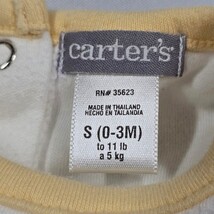 carter's
RN# 35623
MADE IN THAILAND
HECHO EN TAILANDIA
S (0-3M)
to 11 lb
a 5 kg